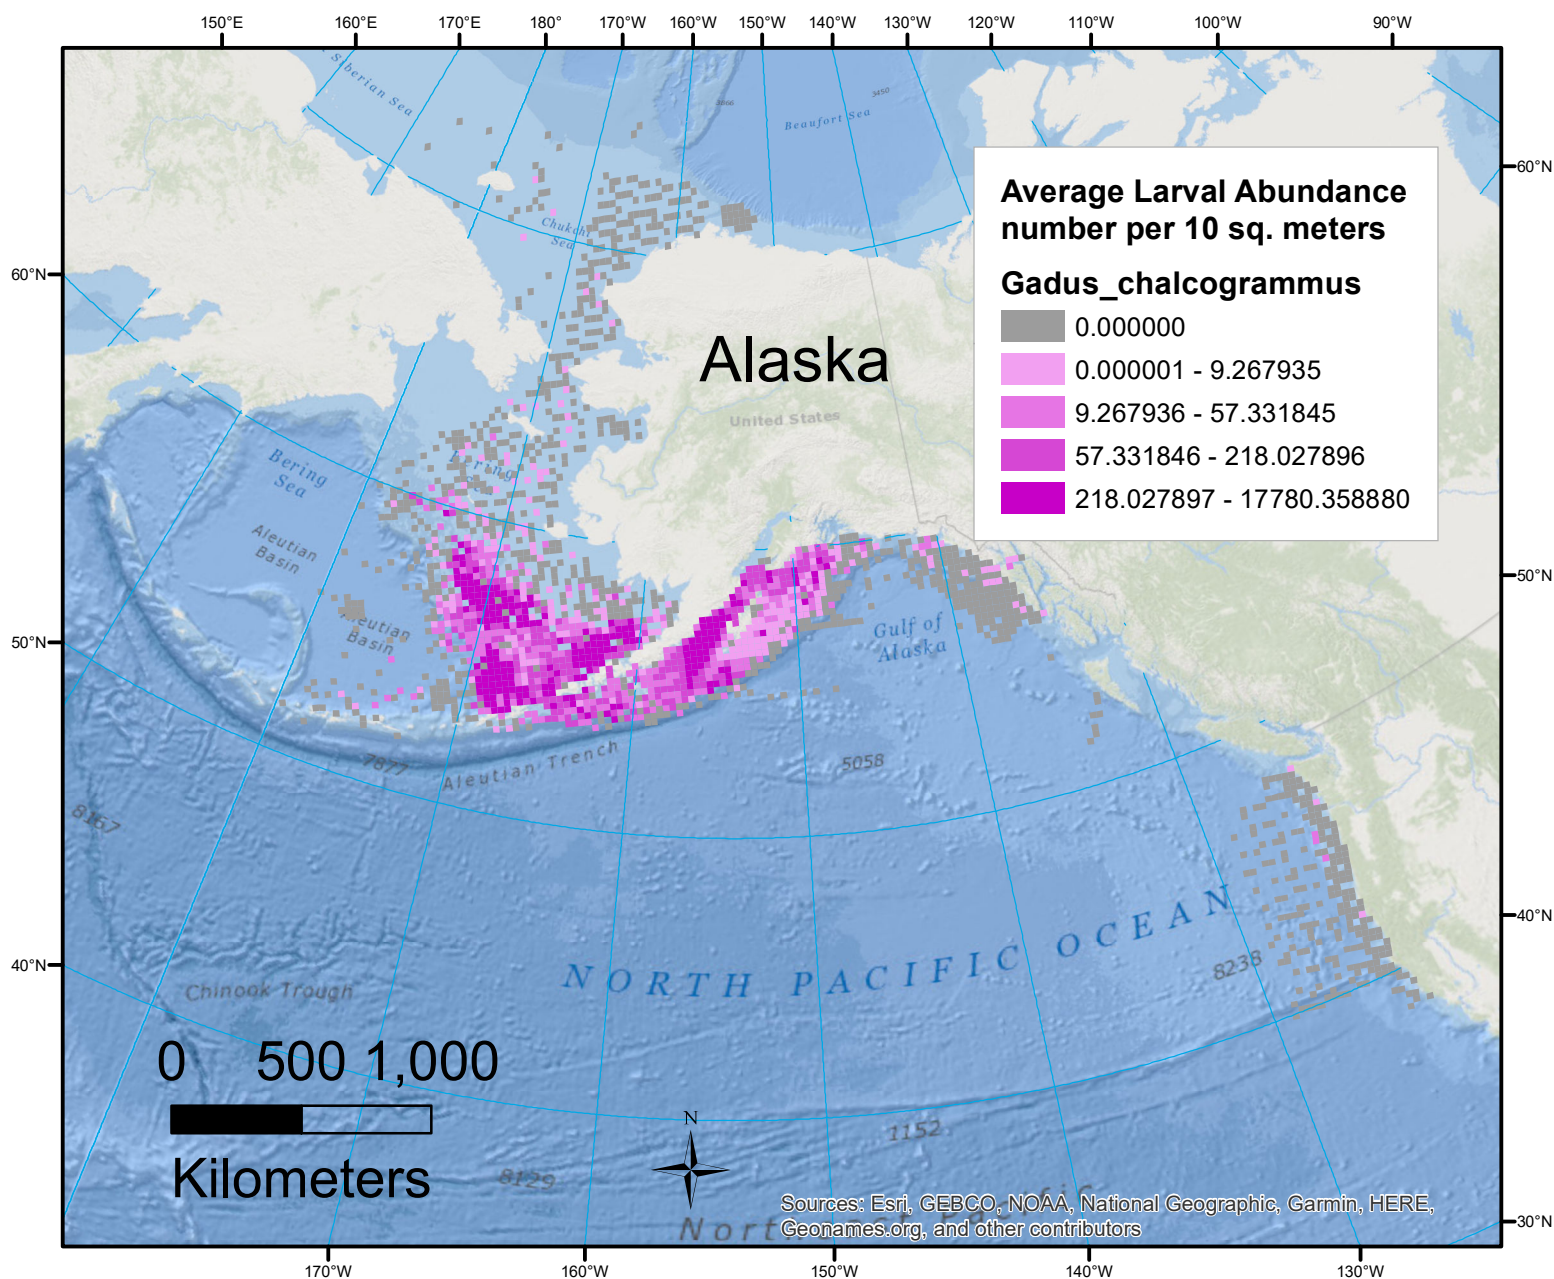 150°E 160°E 170°E 180° 170°W 160°W 150°W 140°W 130°W 120°W 110°W 100°W 90°W
Siberian Sea
3866
3450
Beaufort Sea
60°N
Average Larval Abundance
number per 10 sq. meters
Gadus_chalcogrammus
0.000000
0.000001 - 9.267935
9.267936 - 57.331845
57.331846 - 218.027896
218.027897 - 17780.358880
Chukchi
Sea
60°N
Alaska
United States
Bering
Sea
Bering
Aleutian
Basin
50°N
Aleutian
Basin
Gulf of
Alaska
50°N
7877
Aleutian Trench
5058
8167
40°N
NORTH PACIFIC OCEAN
8238
40°N
Chinook Trough
0 500 1,000
Kilometers
N
1152
8129
30°N
Sources: Esri, GEBCO, NOAA, National Geographic, Garmin, HERE,
Geonames.org, and other contributors
170°W 160°W 150°W 140°W 130°W